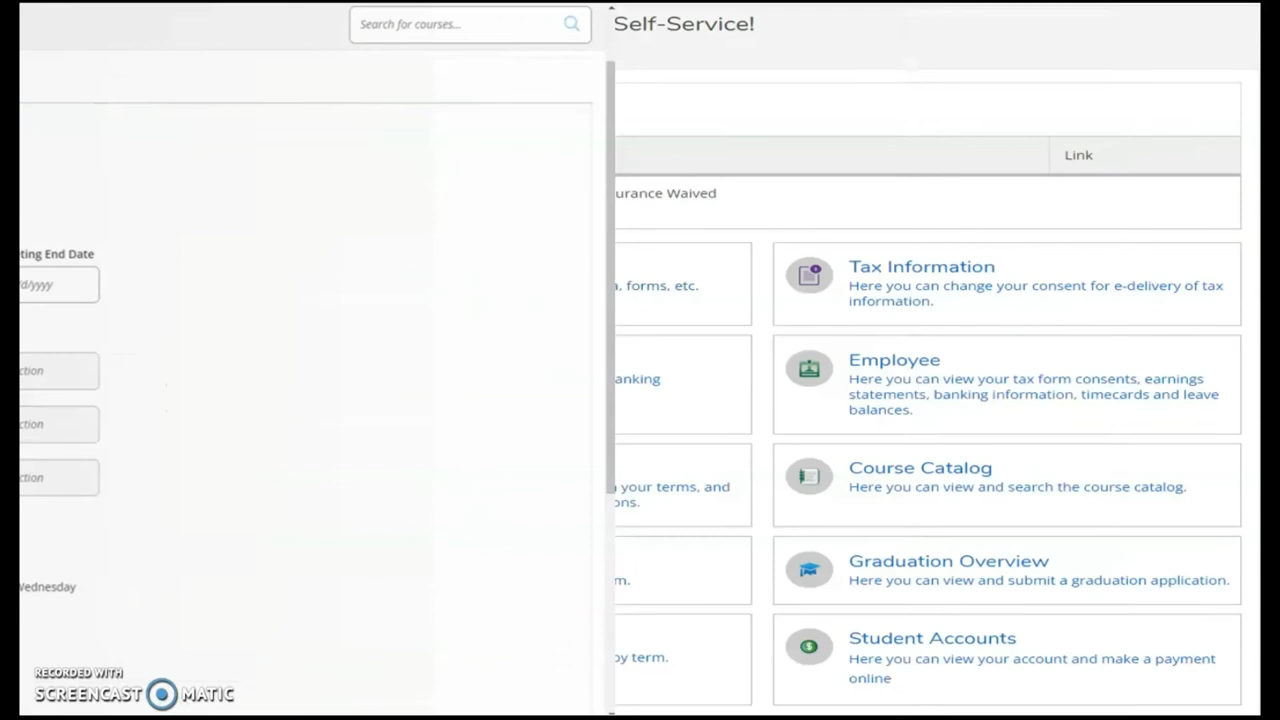 Search for courses...
ting End Date
d/yyyy
ction
ction
ction
Wednesday
RECORDED WITH
SCREENCAST MATIC
Self-Service!
Link
urance Waived
, forms, etc.
anking
your terms, and
ons.
m.
by term.
Tax Information
Here you can change your consent for e-delivery of tax
information.
Employee
Here you can view your tax form consents, earnings
statements, banking information, timecards and leave
balances.
Course Catalog
Here you can view and search the course catalog.
Graduation Overview
Here you can view and submit a graduation application.
Student Accounts
Here you can view your account and make a payment
online